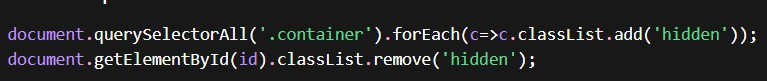 document.querySelectorAll('.container').forEach(c=>c.classList.add('hidden'));
document.getElementById(id).classList.remove('hidden');